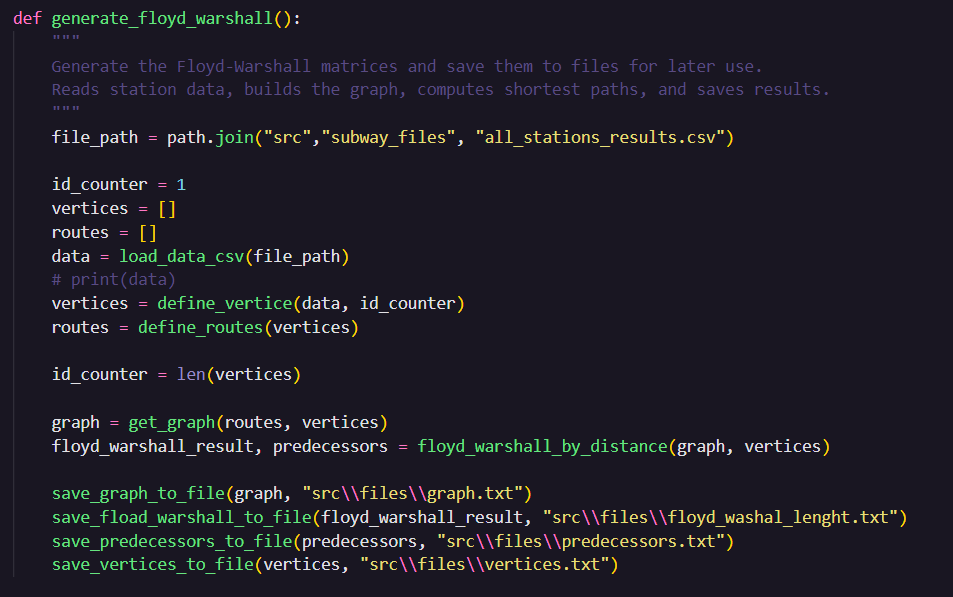 def generate_floyd_warshall():
    """
    Generate the Floyd-Warshall matrices and save them to files for later use.
    Reads station data, builds the graph, computes shortest paths, and saves results.
    """
    file_path = path.join("src","subway_files", "all_stations_results.csv")

    id_counter = 1
    vertices = []
    routes = []
    data = load_data_csv(file_path)
    # print(data)
    vertices = define_vertice(data, id_counter)
    routes = define_routes(vertices)

    id_counter = len(vertices)

    graph = get_graph(routes, vertices)
    floyd_warshall_result, predecessors = floyd_warshall_by_distance(graph, vertices)

    save_graph_to_file(graph, "src\\files\\graph.txt")
    save_fload_warshall_to_file(floyd_warshall_result, "src\\files\\floyd_washal_lenght.txt")
    save_predecessors_to_file(predecessors, "src\\files\\predecessors.txt")
    save_vertices_to_file(vertices, "src\\files\\vertices.txt")